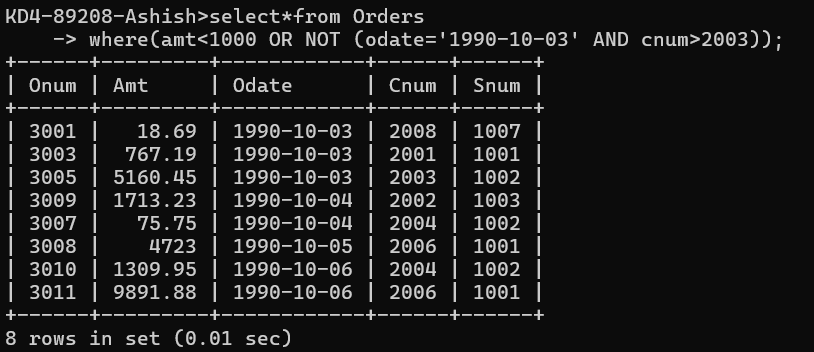 KD4-89208-Ashish>select*from Orders
    -> where(amt<1000 OR NOT (odate='1990-10-03' AND cnum>2003));
+------+---------+------------+------+------+
| Onum | Amt     | Odate      | Cnum | Snum |
+------+---------+------------+------+------+
| 3001 |   18.69 | 1990-10-03 | 2008 | 1007 |
| 3003 |  767.19 | 1990-10-03 | 2001 | 1001 |
| 3005 | 5160.45 | 1990-10-03 | 2003 | 1002 |
| 3009 | 1713.23 | 1990-10-04 | 2002 | 1003 |
| 3007 |   75.75 | 1990-10-04 | 2004 | 1002 |
| 3008 |    4723 | 1990-10-05 | 2006 | 1001 |
| 3010 | 1309.95 | 1990-10-06 | 2004 | 1002 |
| 3011 | 9891.88 | 1990-10-06 | 2006 | 1001 |
+------+---------+------------+------+------+
8 rows in set (0.01 sec)